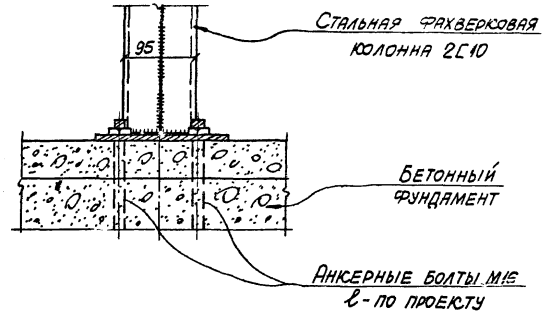 Стальная фахверковая
колонна 2[10
95
Бетонный
фундамент
Анкерные болты М16
l - по проекту